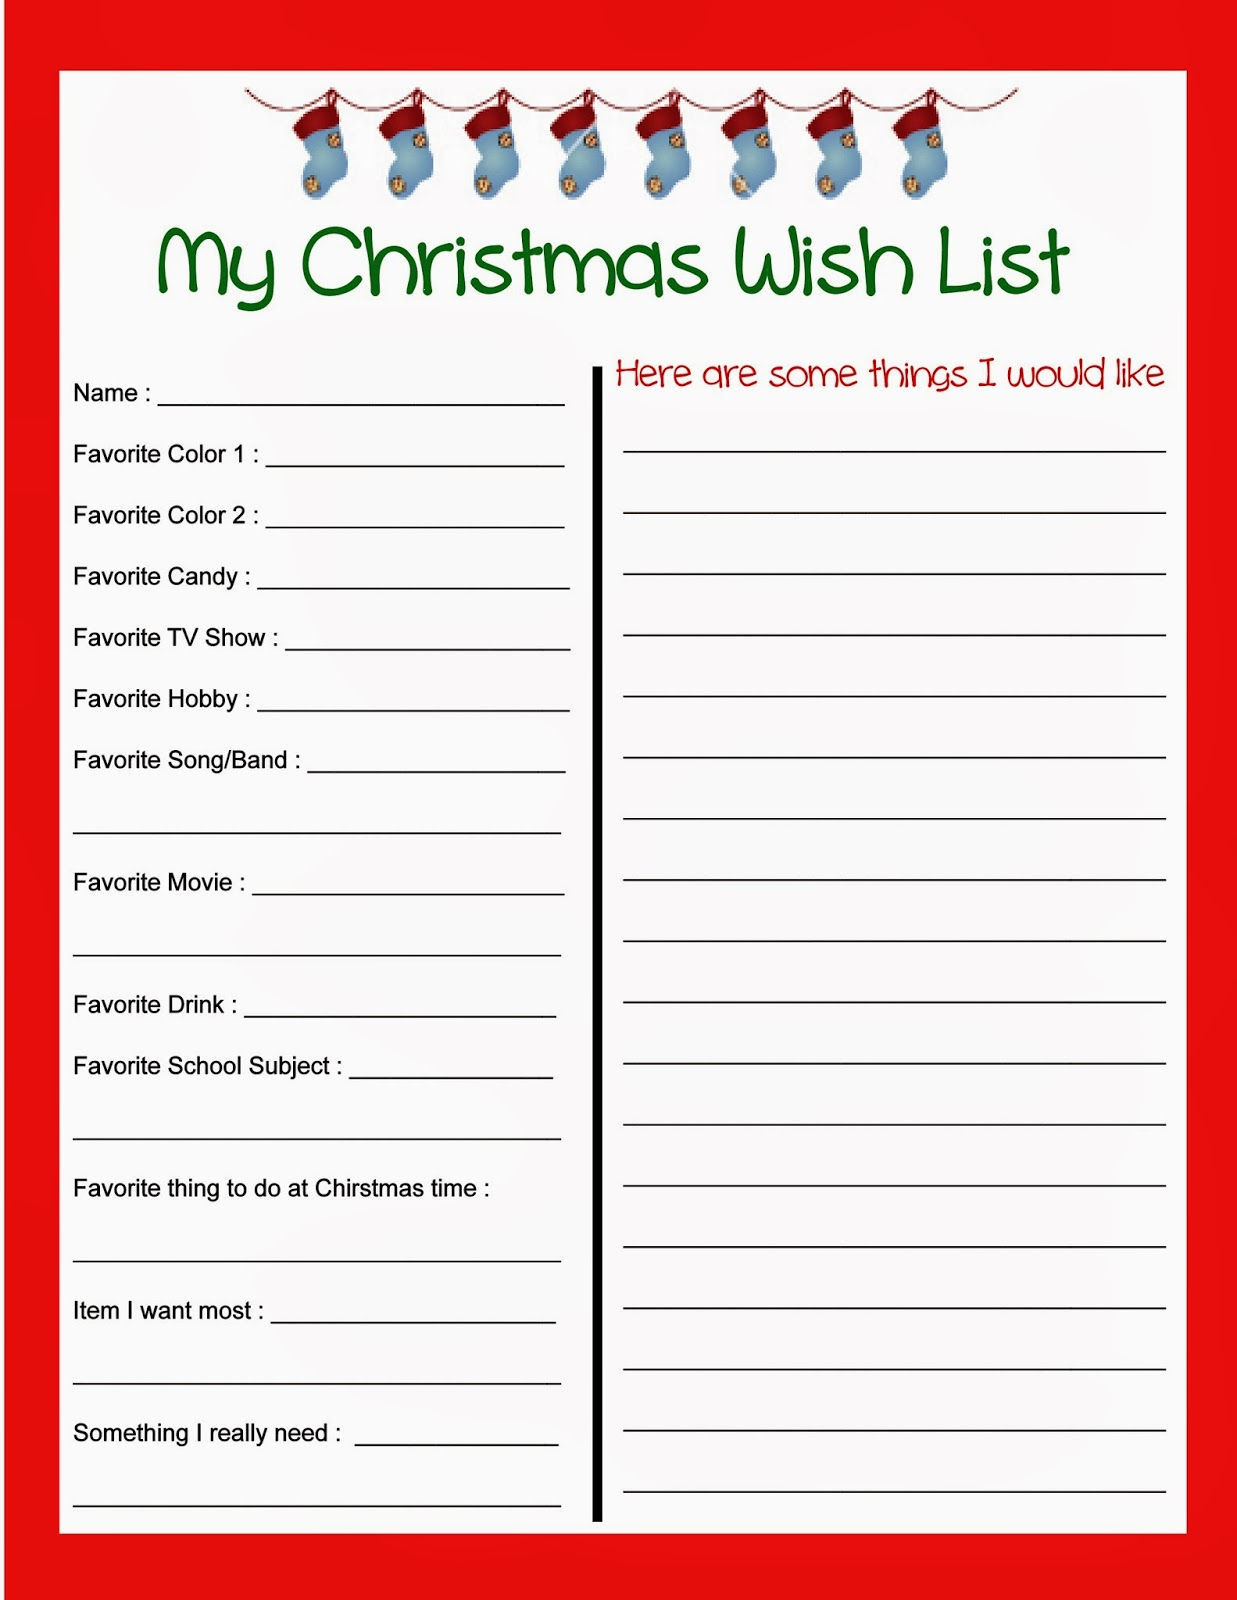 My Christmas Wish List
Name :
Favorite Color 1 :
Favorite Color 2 :
Favorite Candy :
Favorite TV Show :
Favorite Hobby :
Favorite Song/Band :
Favorite Movie :
Favorite Drink :
Favorite School Subject :
Favorite thing to do at Chirstmas time :
Item I want most :
Something I really need :
Here are some things I would like